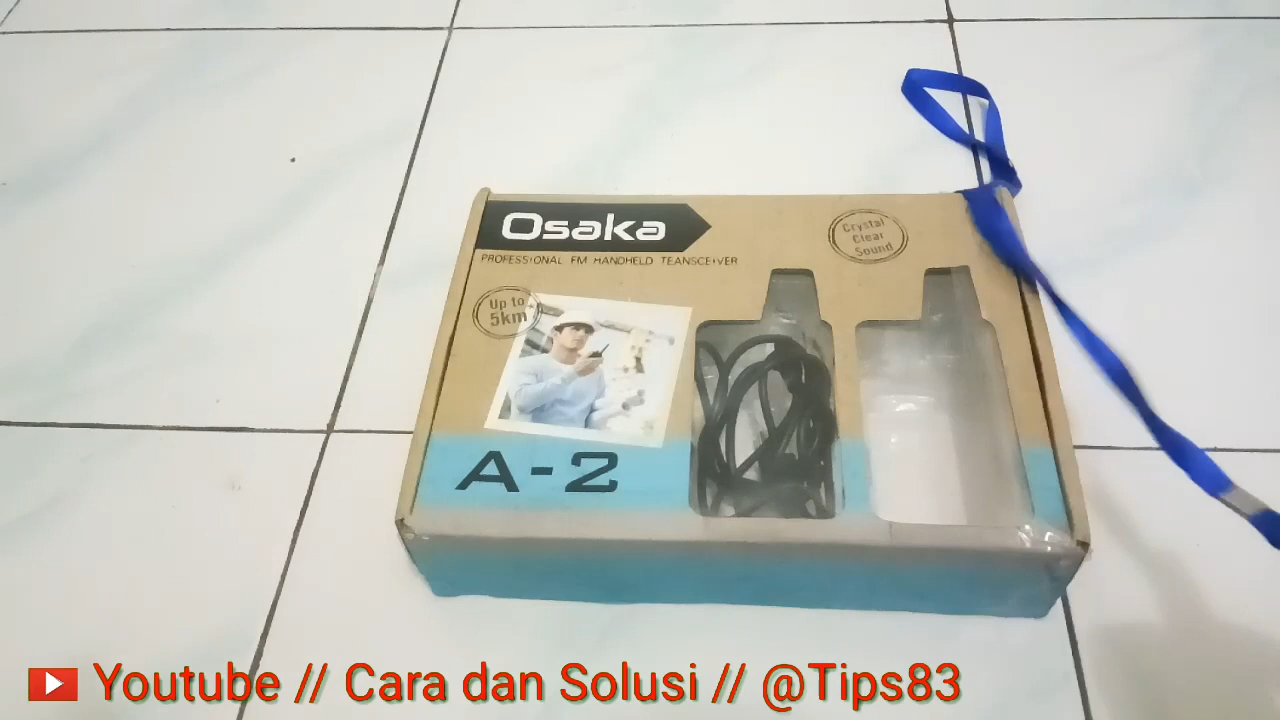 Osaka
PROFESSIONAL FM HANDHELD TEANSCEIVER
Crystal
Clear
Sound
Up to
5km
A-2
Youtube // Cara dan Solusi // @Tips83